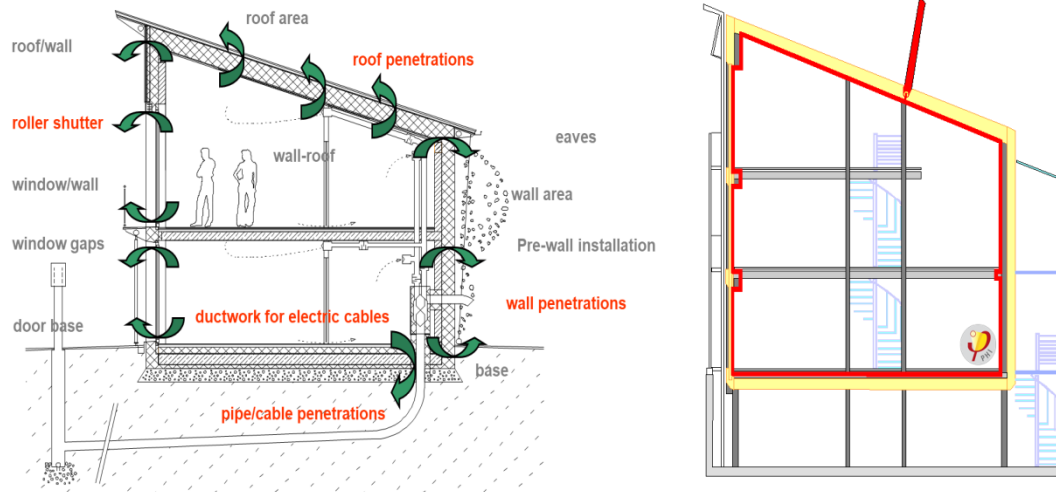 roof area
roof/wall
roof penetrations
roller shutter
eaves
wall-roof
window/wall
wall area
window gaps
Pre-wall installation
wall penetrations
ductwork for electric cables
door base
base
pipe/cable penetrations
PHI